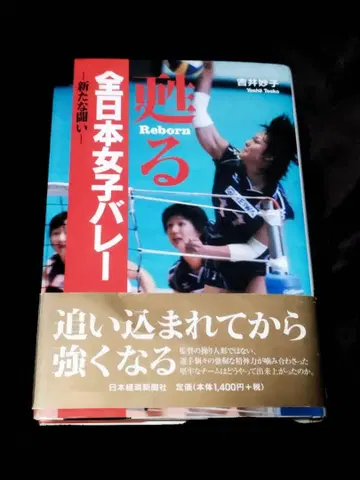 吉井妙子
Yoshii Taeko
甦る
Reborn
全日本女子バレー
—新たな闘い—
追い込まれてから
強くなる
監督の操り人形ではない。
選手個々の強靱な精神力が噛み合わさった
堅牢なチームはどうやって出来上がったのか。
日本経済新聞社
定価(本体1,400円+税)